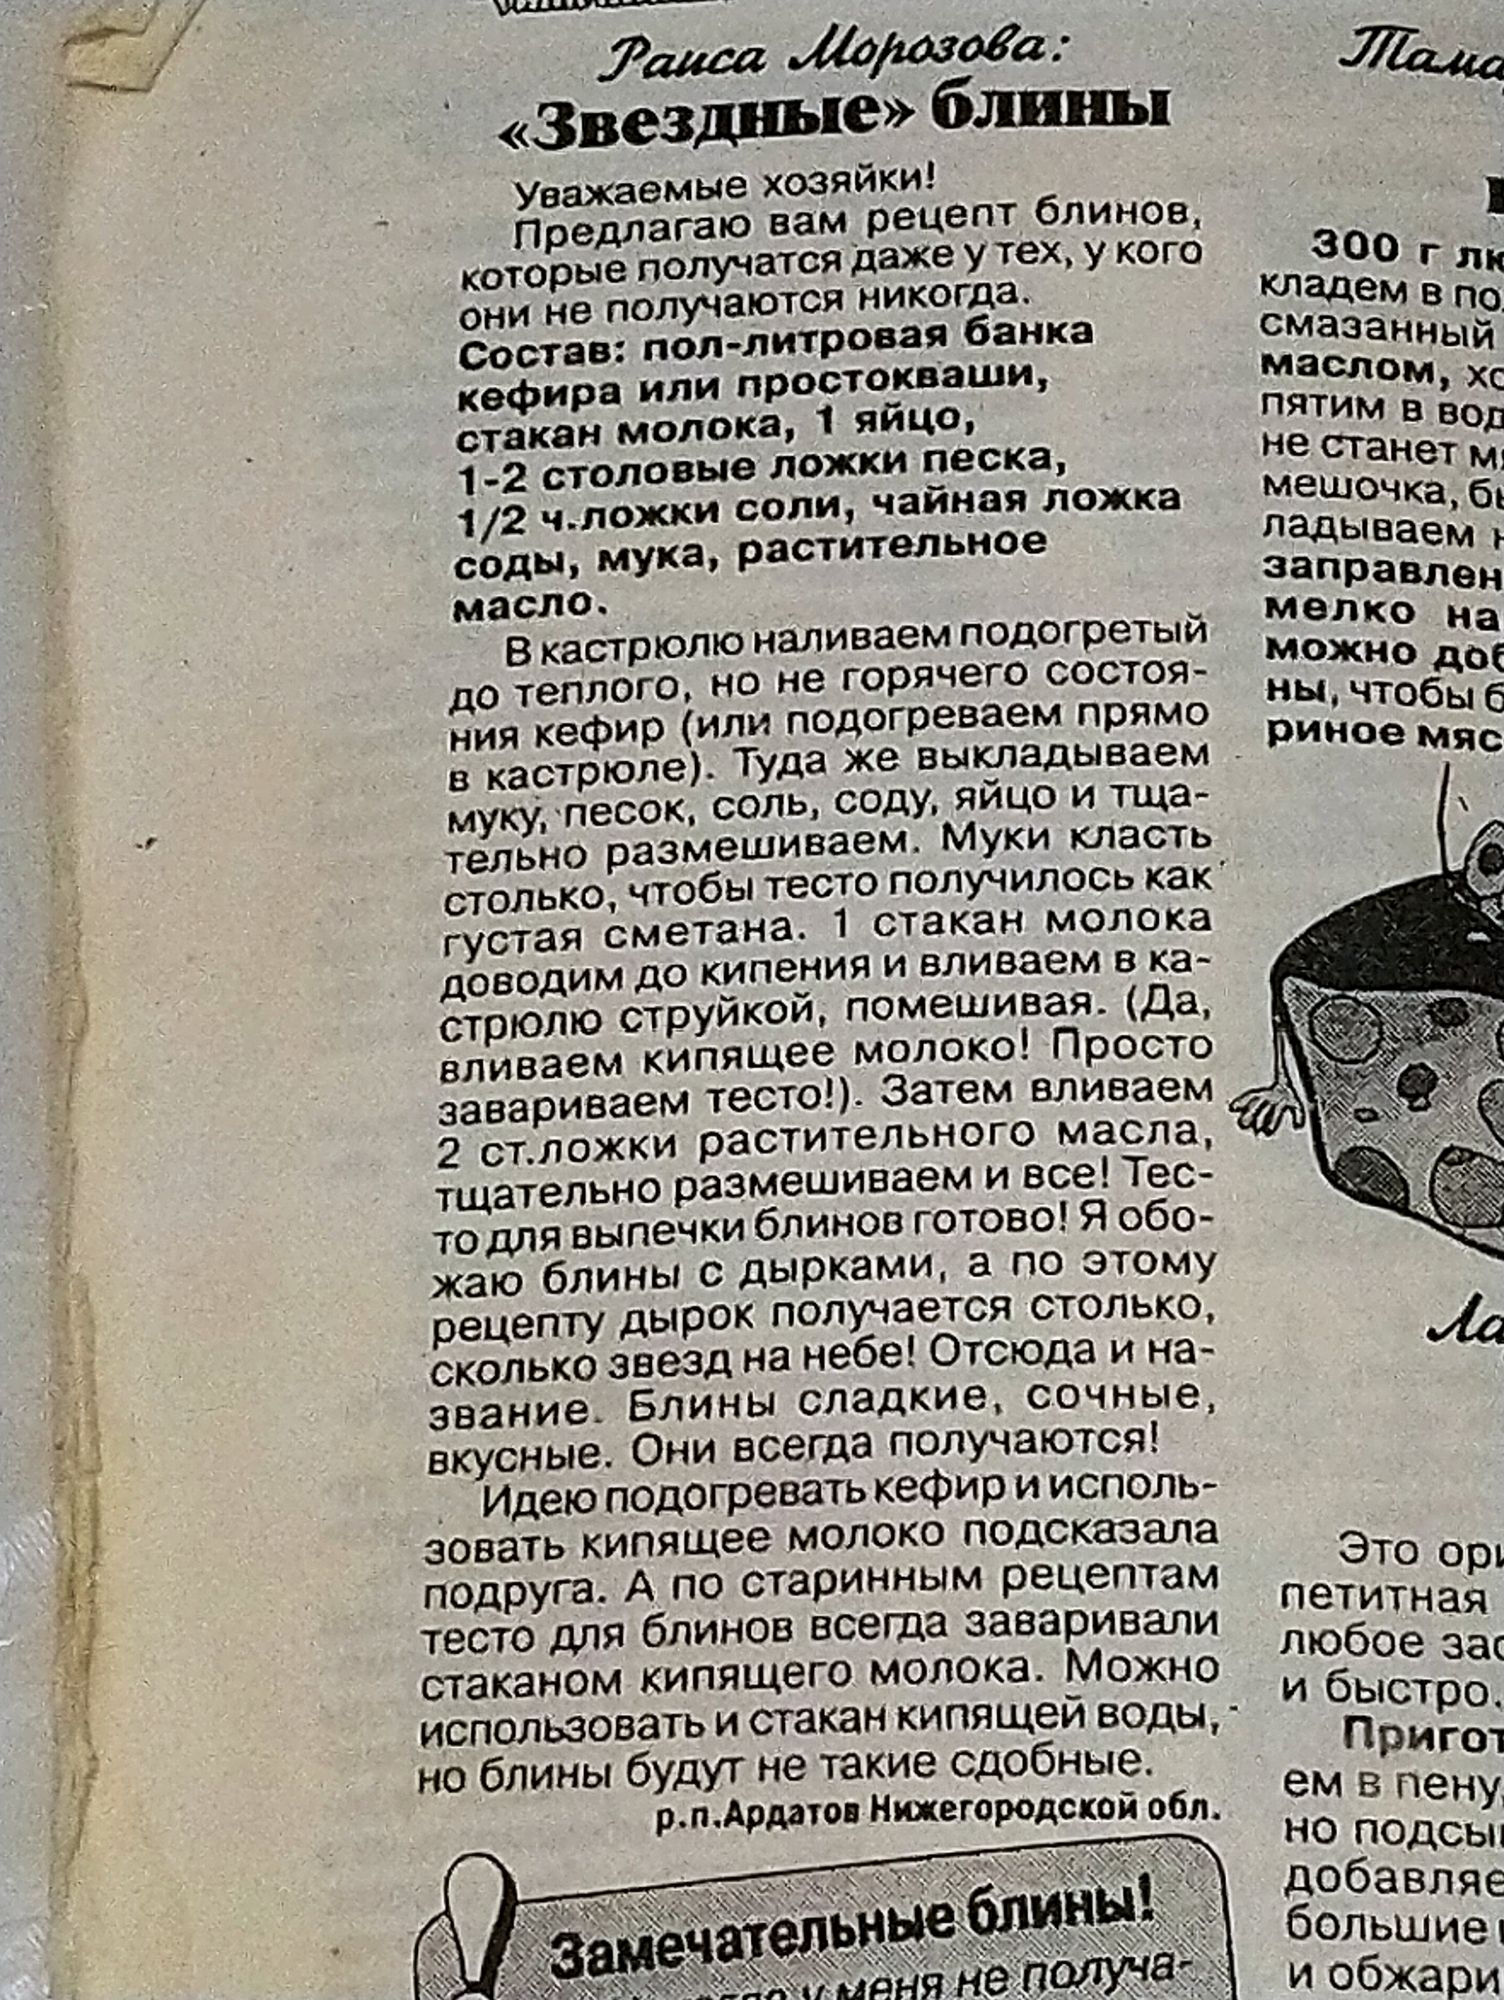 Раиса Морозова:
«Звездные» блины
Уважаемые хозяйки!
Предлагаю вам рецепт блинов,
которые получатся даже у тех, у кого
они не получаются никогда.
Состав: пол-литровая банка
кефира или простокваши,
стакан молока, 1 яйцо,
1-2 столовые ложки песка,
1/2 ч.ложки соли, чайная ложка
соды, мука, растительное
масло.
В кастрюлю наливаем подогретый
до теплого, но не горячего состоя-
ния кефир (или подогреваем прямо
в кастрюле). Туда же выкладываем
муку, песок, соль, соду, яйцо и тща-
тельно размешиваем. Муки класть
столько, чтобы тесто получилось как
густая сметана. 1 стакан молока
доводим до кипения и вливаем в ка-
стрюлю струйкой, помешивая. (Да,
вливаем кипящее молоко! Просто
завариваем тесто!). Затем вливаем
2 ст.ложки растительного масла,
тщательно размешиваем и все! Тес-
то для выпечки блинов готово! Я обо-
жаю блины с дырками, а по этому
рецепту дырок получается столько,
сколько звезд на небе! Отсюда и на-
звание. Блины сладкие, сочные,
вкусные. Они всегда получаются!
Идею подогревать кефир и исполь-
зовать кипящее молоко подсказала
подруга. А по старинным рецептам
тесто для блинов всегда заваривали
стаканом кипящего молока. Можно
использовать и стакан кипящей воды,
но блины будут не такие сдобные.
р.п.Ардатов Нижегородской обл.
Замечательные блины!
у меня не получа-
300 г
кладем в
смазанный
маслом,
пятим в
не станет
мешочка,
ладываем
мелко
можно
ны, чтобы
риное
Это
петитная
любое
и быстро.
ем в пену,
но
большие
и